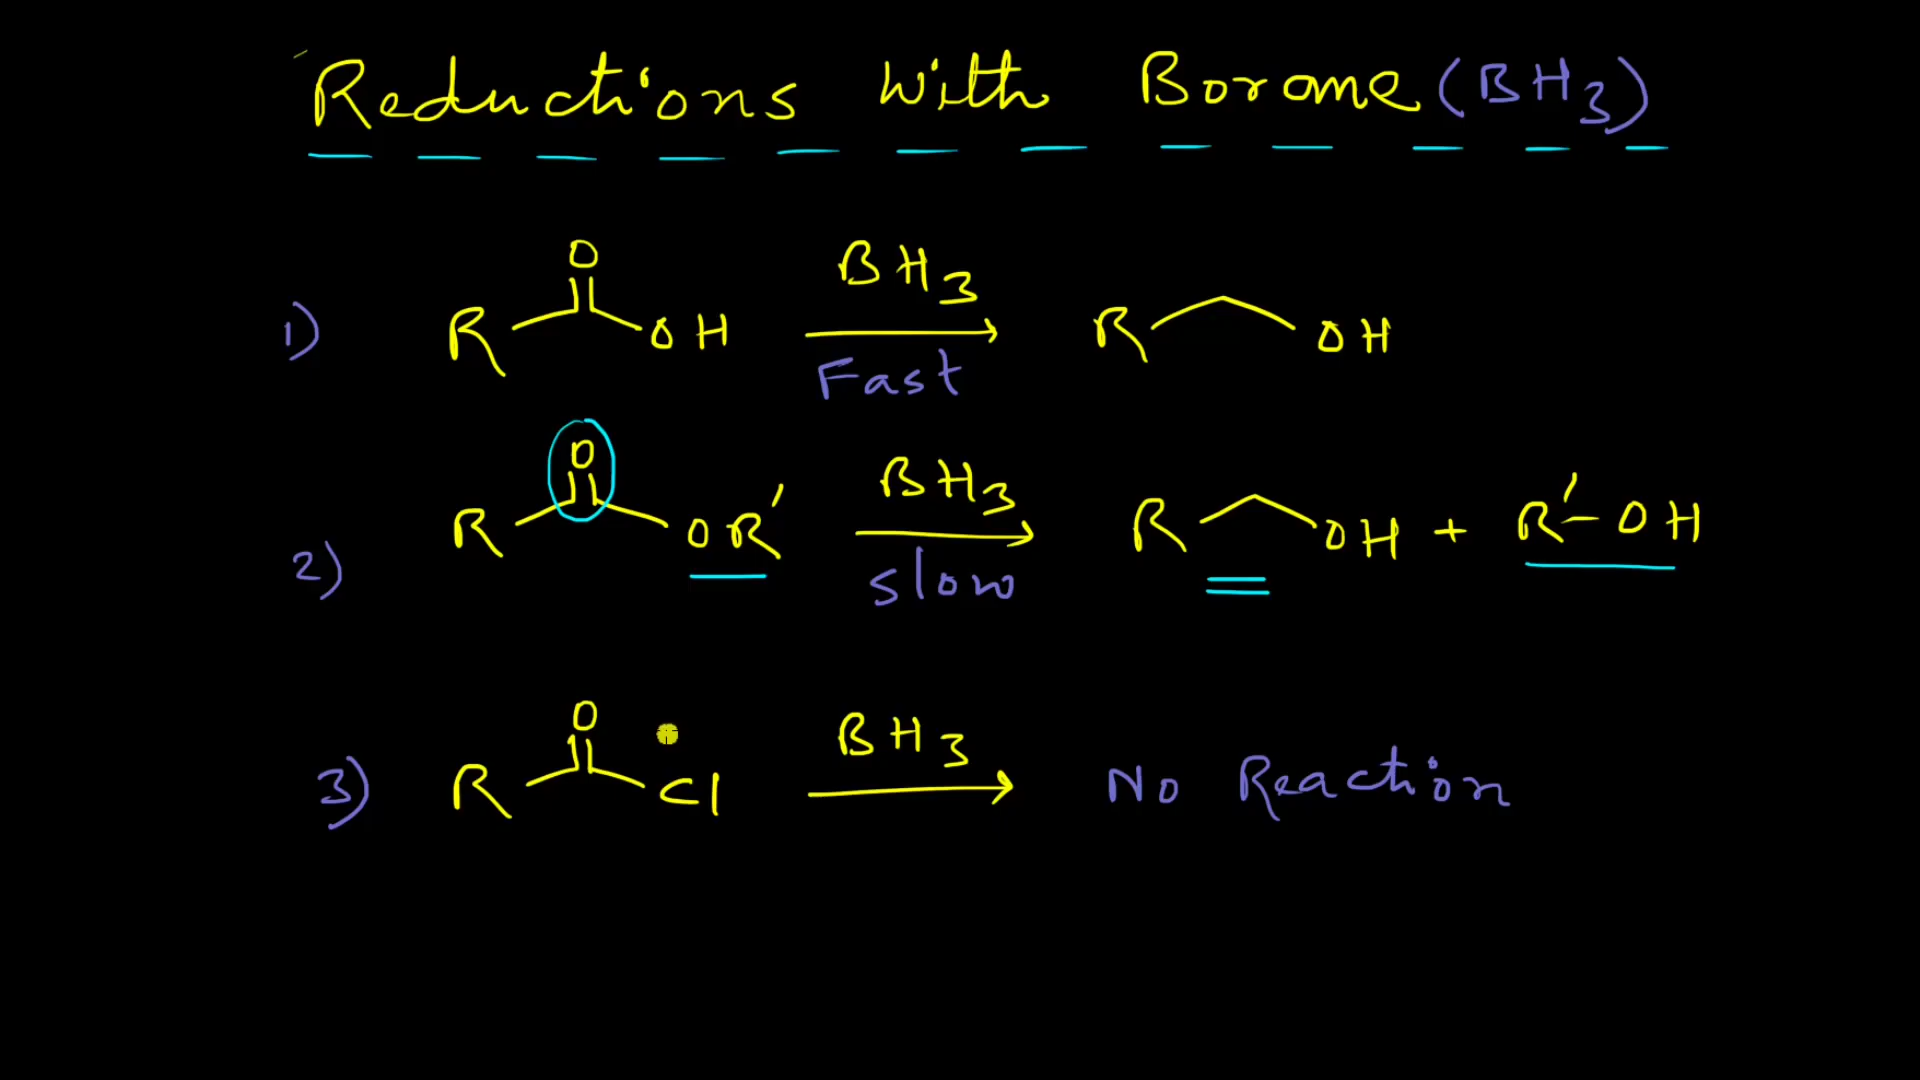 Reductions with Borane (BH3)
1) R O OH BH3 Fast R OH
2) R O OR' BH3 slow R OH + R'-OH
3) R O Cl BH3 No Reaction